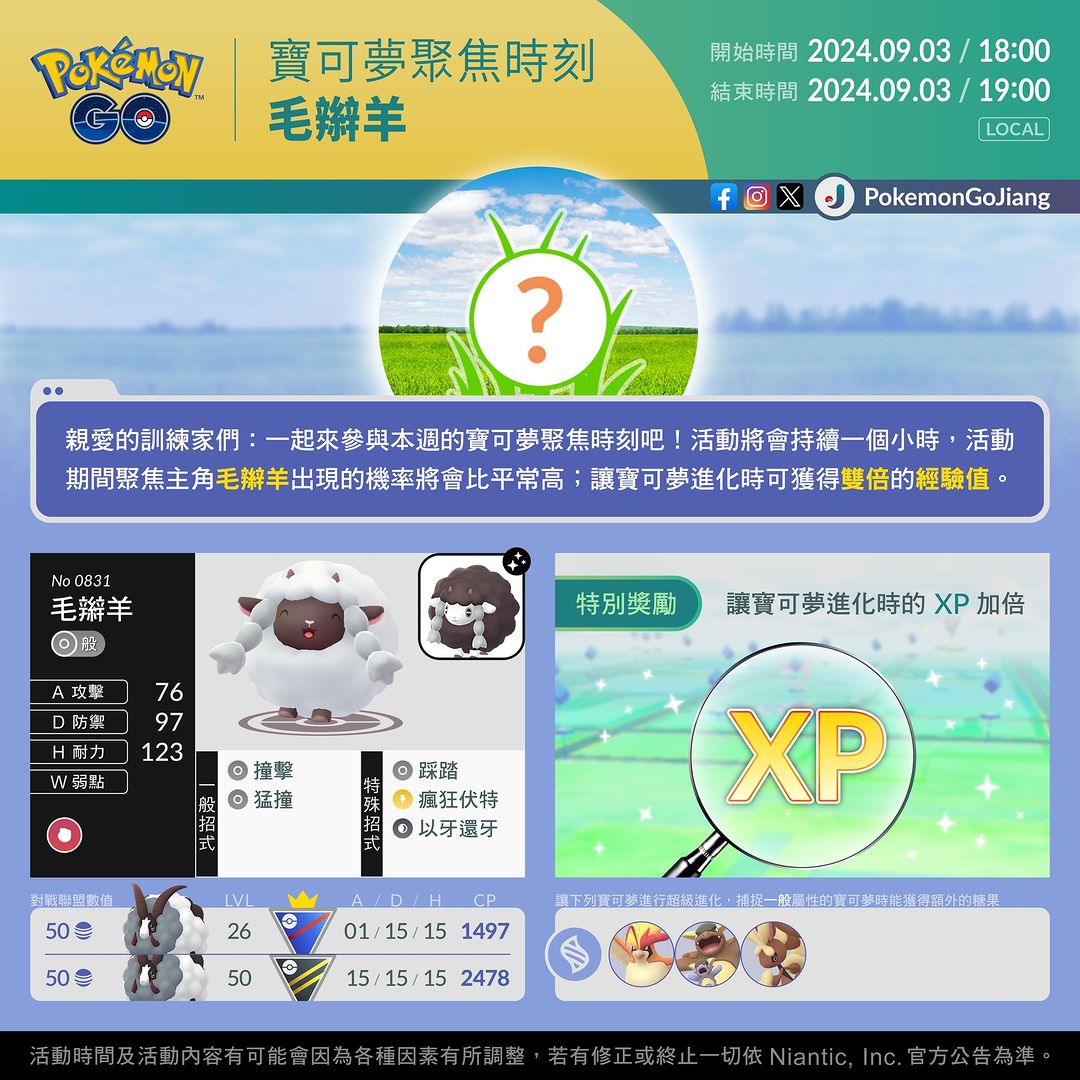 POKÉMON GO
TM
寶可夢聚焦時刻
毛辮羊
開始時間 2024.09.03 / 18:00
結束時間 2024.09.03 / 19:00
LOCAL
PokemonGoJiang
?
親愛的訓練家們：一起來參與本週的寶可夢聚焦時刻吧！活動將會持續一個小時，活動
期間聚焦主角毛辮羊出現的機率將會比平常高；讓寶可夢進化時可獲得雙倍的經驗值。
No 0831
毛辮羊
般
A 攻擊 76
D 防禦 97
H 耐力 123
W 弱點
一般招式
撞擊
猛撞
特殊招式
踩踏
瘋狂伏特
以牙還牙
特別獎勵
讓寶可夢進化時的 XP 加倍
XP
對戰聯盟數值 LVL A / D / H CP
50 26 01 / 15 / 15 1497
50 50 15 / 15 / 15 2478
讓下列寶可夢進行超級進化，捕捉一般屬性的寶可夢時能獲得額外的糖果
活動時間及活動內容有可能會因為各種因素有所調整，若有修正或終止一切依 Niantic, Inc. 官方公告為準。